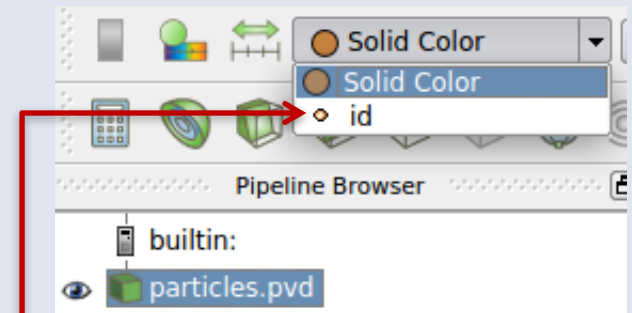 Solid Color
Solid Color
id
Pipeline Browser
builtin:
particles.pvd